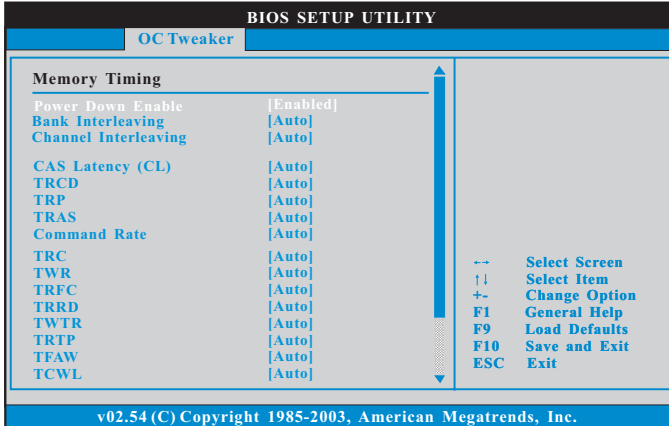 BIOS SETUP UTILITY
OC Tweaker
Memory Timing
Power Down Enable [Enabled]
Bank Interleaving [Auto]
Channel Interleaving [Auto]
CAS Latency (CL) [Auto]
TRCD [Auto]
TRP [Auto]
TRAS [Auto]
Command Rate [Auto]
TRC [Auto]
TWR [Auto]
TRFC [Auto]
TRRD [Auto]
TWTR [Auto]
TRTP [Auto]
TFAW [Auto]
TCWL [Auto]
←→ Select Screen
↑↓ Select Item
+- Change Option
F1 General Help
F9 Load Defaults
F10 Save and Exit
ESC Exit
v02.54 (C) Copyright 1985-2003, American Megatrends, Inc.